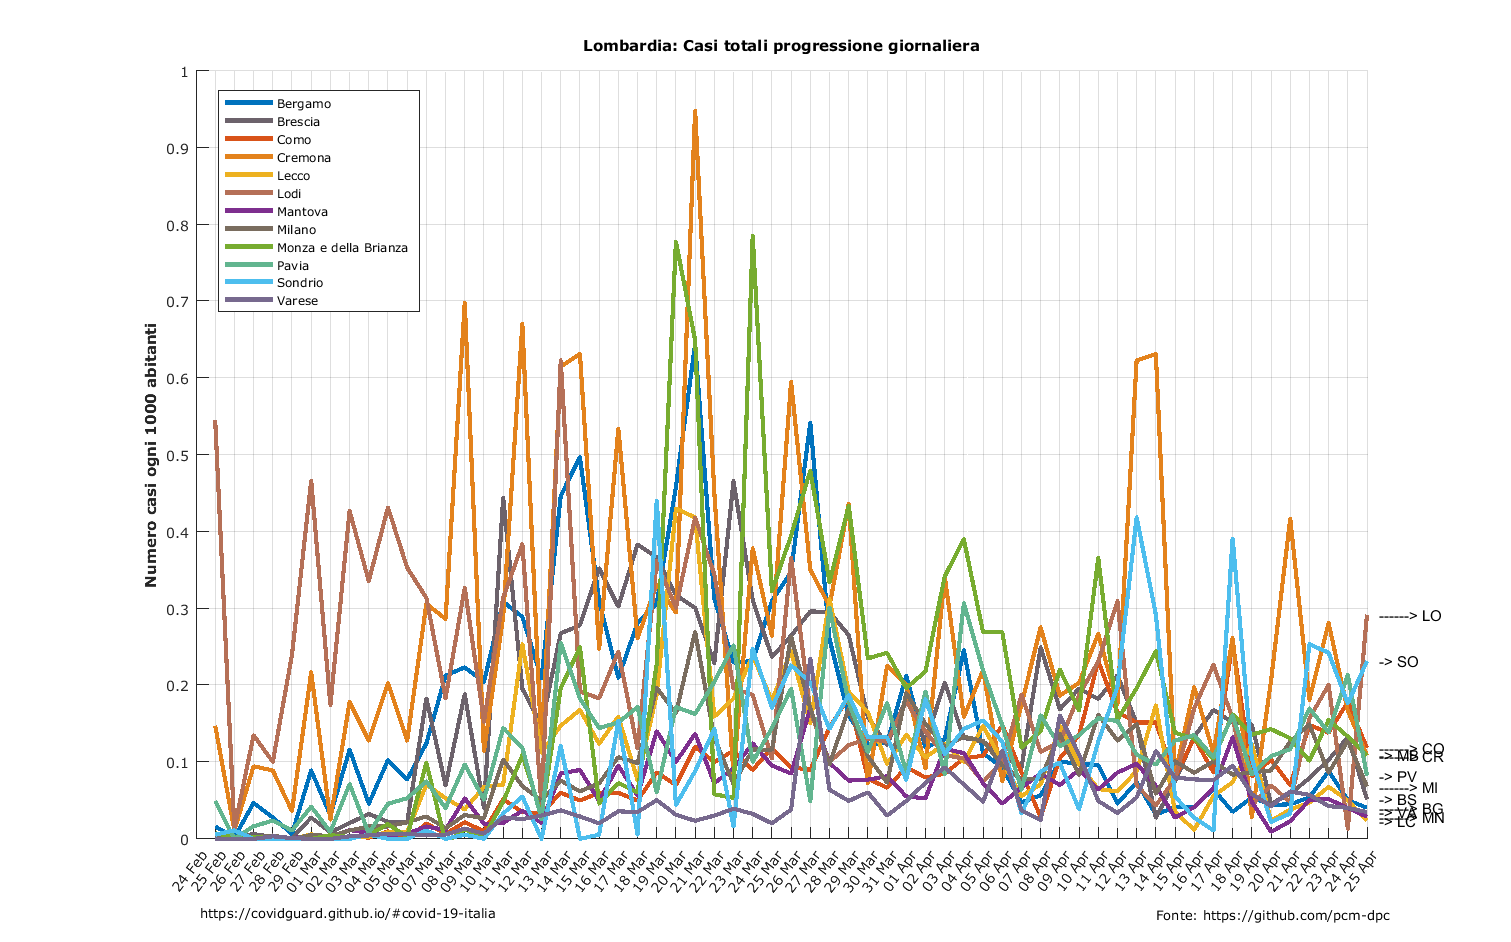 Lombardia: Casi totali progressione giornaliera
Numero casi ogni 1000 abitanti
1
0.9
0.8
0.7
0.6
0.5
0.4
0.3
0.2
0.1
0
Bergamo
Brescia
Como
Cremona
Lecco
Lodi
Mantova
Milano
Monza e della Brianza
Pavia
Sondrio
Varese
------> LO
-> SO
------> CO
CR
-> PV
------> MI
-> BS
BG
MN
-> LC
24 Feb
25 Feb
26 Feb
27 Feb
28 Feb
29 Feb
01 Mar
02 Mar
03 Mar
04 Mar
05 Mar
06 Mar
07 Mar
08 Mar
09 Mar
10 Mar
11 Mar
12 Mar
13 Mar
14 Mar
15 Mar
16 Mar
17 Mar
18 Mar
19 Mar
20 Mar
21 Mar
22 Mar
23 Mar
24 Mar
25 Mar
26 Mar
27 Mar
28 Mar
29 Mar
30 Mar
31 Mar
01 Apr
02 Apr
03 Apr
04 Apr
05 Apr
06 Apr
07 Apr
08 Apr
09 Apr
10 Apr
11 Apr
12 Apr
13 Apr
14 Apr
15 Apr
16 Apr
17 Apr
18 Apr
19 Apr
20 Apr
21 Apr
22 Apr
23 Apr
24 Apr
25 Apr
https://covidguard.github.io/#covid-19-italia
Fonte: https://github.com/pcm-dpc